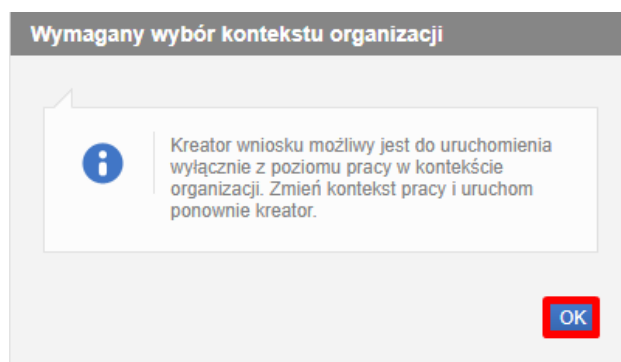 Wymagany wybór kontekstu organizacji
Kreator wniosku możliwy jest do uruchomienia
wyłącznie z poziomu pracy w kontekście
organizacji. Zmień kontekst pracy i uruchom
ponownie kreator.
OK